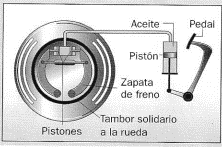 Aceite
Pedal
Pistón
Zapata
de freno
Tambor solidario
a la rueda
Pistones